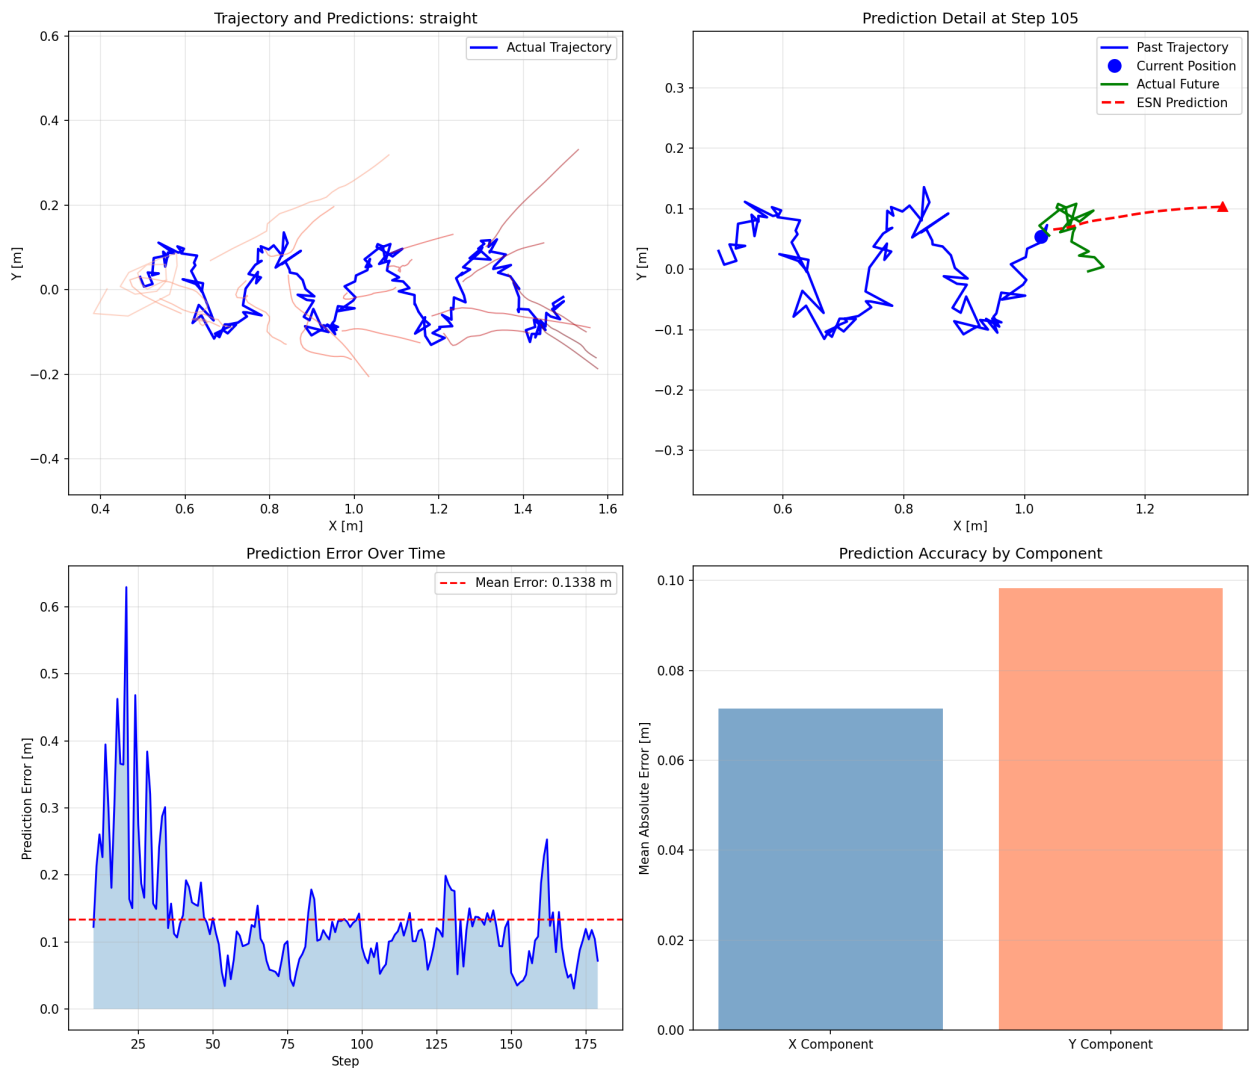 Trajectory and Predictions: straight
Actual Trajectory
Y [m]
0.6
0.4
0.2
0.0
−0.2
−0.4
0.4
0.6
0.8
1.0
1.2
1.4
1.6
X [m]
Prediction Detail at Step 105
Past Trajectory
Current Position
Actual Future
ESN Prediction
Y [m]
0.3
0.2
0.1
0.0
−0.1
−0.2
−0.3
0.6
0.8
1.0
1.2
X [m]
Prediction Error Over Time
Mean Error: 0.1338 m
Prediction Error [m]
0.6
0.5
0.4
0.3
0.2
0.1
0.0
25
50
75
100
125
150
175
Step
Prediction Accuracy by Component
Mean Absolute Error [m]
0.10
0.08
0.06
0.04
0.02
0.00
X Component
Y Component